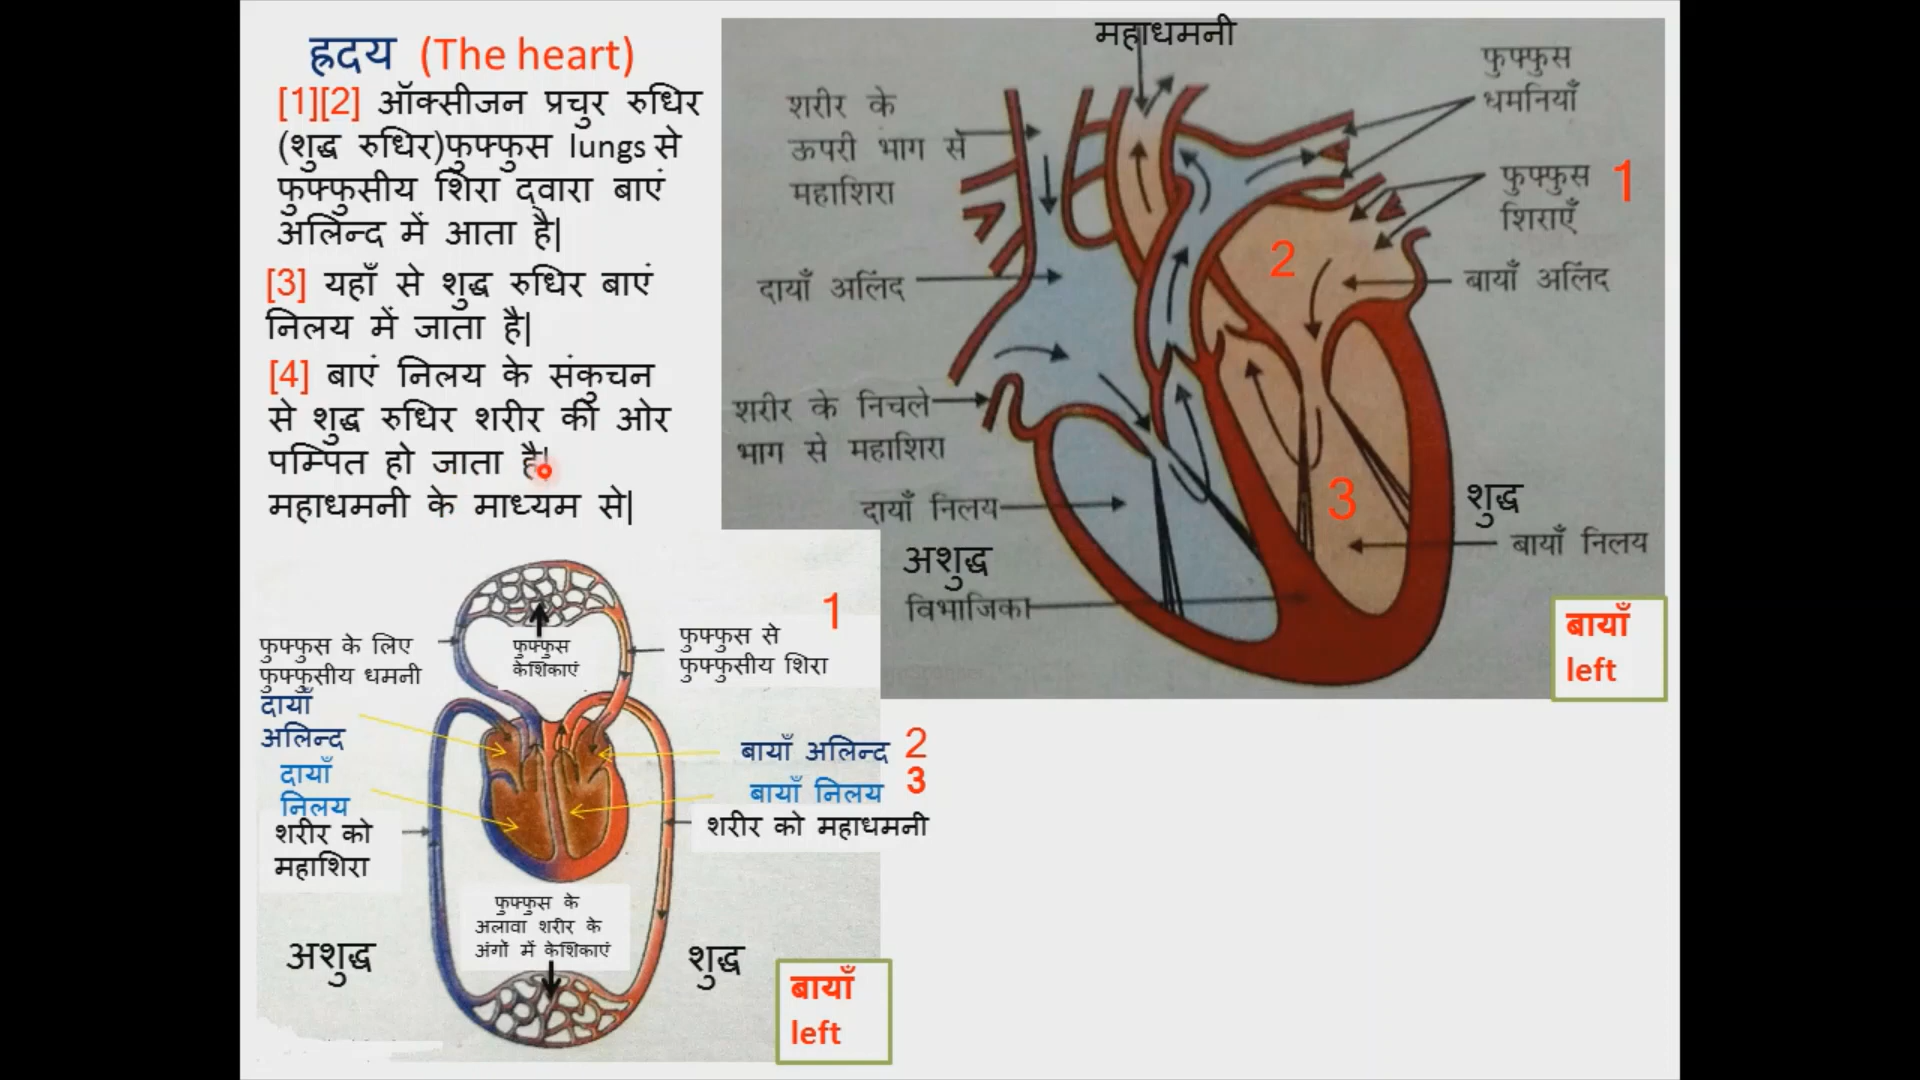 ह्रदय (The heart)
[1][2] ऑक्सीजन प्रचुर रुधिर
(शुद्ध रुधिर)फुफ्फुस lungs से
फुफ्फुसीय शिरा द्वारा बाएं
अलिन्द में आता है|
[3] यहाँ से शुद्ध रुधिर बाएं
निलय में जाता है|
[4] बाएं निलय के संकुचन
से शुद्ध रुधिर शरीर की ओर
पम्पित हो जाता है|
महाधमनी के माध्यम से|
महाधमनी
शरीर के
ऊपरी भाग से
महाशिरा
फुफ्फुस
धमनियाँ
फुफ्फुस 1
शिराएँ
2
दायाँ अलिंद
बायाँ अलिंद
शरीर के निचले
भाग से महाशिरा
दायाँ निलय
3
शुद्ध
बायाँ निलय
अशुद्ध
विभाजिका
बायाँ
left
1
फुफ्फुस के लिए
फुफ्फुसीय धमनी
फुफ्फुस
केशिकाएं
फुफ्फुस से
फुफ्फुसीय शिरा
दायाँ
अलिन्द
बायाँ अलिन्द 2
दायाँ
निलय
बायाँ निलय 3
शरीर को
महाशिरा
शरीर को महाधमनी
फुफ्फुस के
अलावा शरीर के
अंगों में केशिकाएं
अशुद्ध
शुद्ध
बायाँ
left